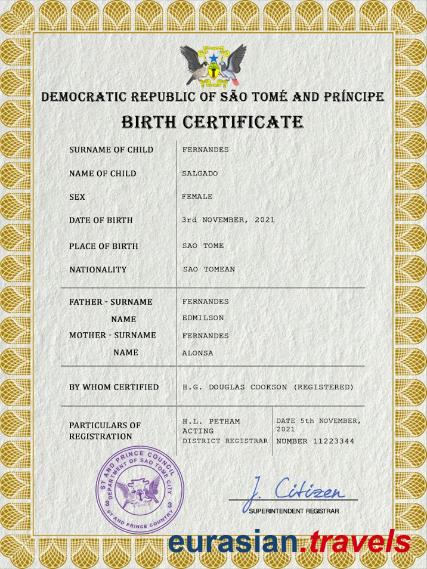 DEMOCRATIC REPUBLIC OF SÃO TOMÉ AND PRÍNCIPE
BIRTH CERTIFICATE
SURNAME OF CHILD FERNANDES
NAME OF CHILD SALGADO
SEX FEMALE
DATE OF BIRTH 3rd NOVEMBER, 2021
PLACE OF BIRTH SAO TOME
NATIONALITY SAO TOMEAN
FATHER - SURNAME FERNANDES
NAME EDMILSON
MOTHER - SURNAME FERNANDES
NAME ALONSA
BY WHOM CERTIFIED H.G. DOUGLAS COOKSON (REGISTERED)
PARTICULARS OF
REGISTRATION
H.L. PETHAM
ACTING
DISTRICT REGISTRAR
DATE 5th NOVEMBER,
2021
NUMBER 11223344
ST AND PRINCE COUNCIL
DEPARTMENT OF SAO TOME CITY
ST AND PRINCE COUNTRY
J. Citizen
SUPERINTENDENT REGISTRAR
eurasian.travels